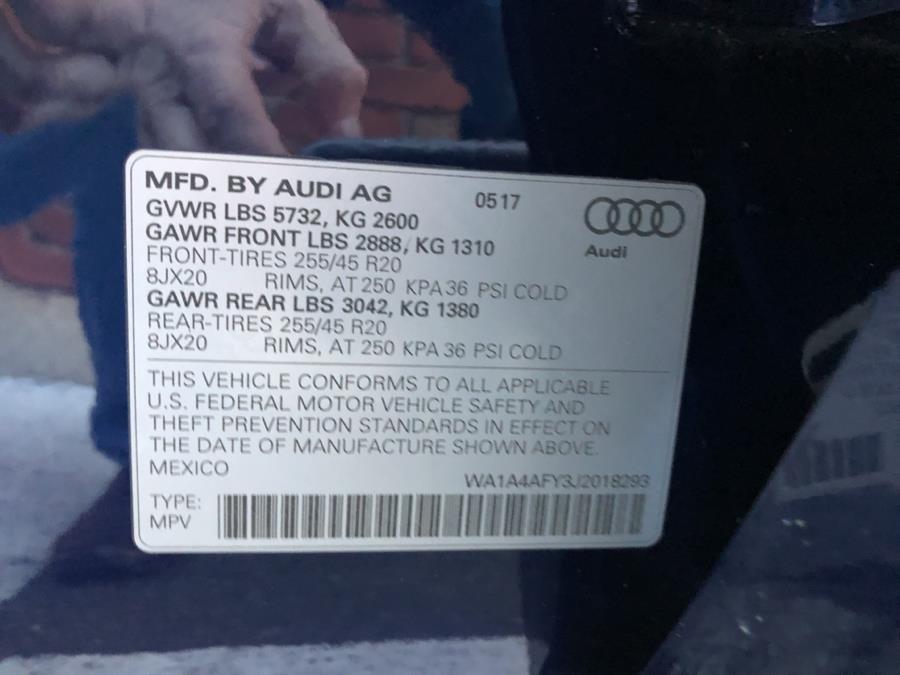 MFD. BY AUDI AG 0517
GVWR LBS 5732, KG 2600
GAWR FRONT LBS 2888, KG 1310
Audi
FRONT-TIRES 255/45 R20
8JX20 RIMS, AT 250 KPA 36 PSI COLD
GAWR REAR LBS 3042, KG 1380
REAR-TIRES 255/45 R20
8JX20 RIMS, AT 250 KPA 36 PSI COLD
THIS VEHICLE CONFORMS TO ALL APPLICABLE
U.S. FEDERAL MOTOR VEHICLE SAFETY AND
THEFT PREVENTION STANDARDS IN EFFECT ON
THE DATE OF MANUFACTURE SHOWN ABOVE.
MEXICO
WA1A4AFY3J2018293
TYPE:
MPV